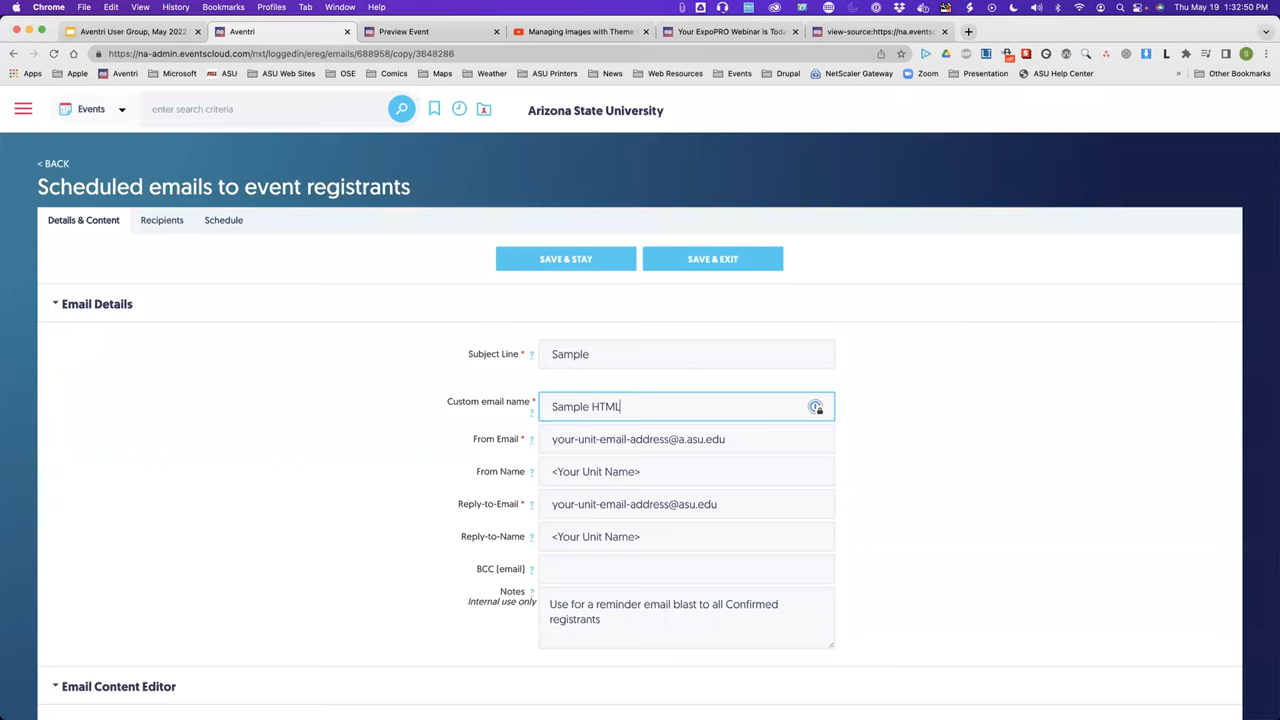 Chrome File Edit View History Bookmarks Profiles Tab Window Help Thu May 19 1:32:50 PM
Aventri User Group, May 2022 Aventri Preview Event Managing Images with Theme Your ExpoPRO Webinar is Toda view-source:https://na.events
https://na-admin.eventscloud.com/nxt/loggedin/ereg/emails/688958/copy/3648286
Apps Apple Aventri Microsoft ASU ASU Web Sites OSE Comics Maps Weather ASU Printers News Web Resources Events Drupal NetScaler Gateway Zoom Presentation ASU Help Center » Other Bookmarks
Events enter search criteria Arizona State University
< BACK
Scheduled emails to event registrants
Details & Content Recipients Schedule
SAVE & STAY SAVE & EXIT
Email Details
Subject Line * ? Sample
Custom email name * ? Sample HTML
From Email * ? your-unit-email-address@a.asu.edu
From Name ? <Your Unit Name>
Reply-to-Email * ? your-unit-email-address@asu.edu
Reply-to-Name ? <Your Unit Name>
BCC (email) ?
Notes ?
Internal use only
Use for a reminder email blast to all Confirmed
registrants
Email Content Editor